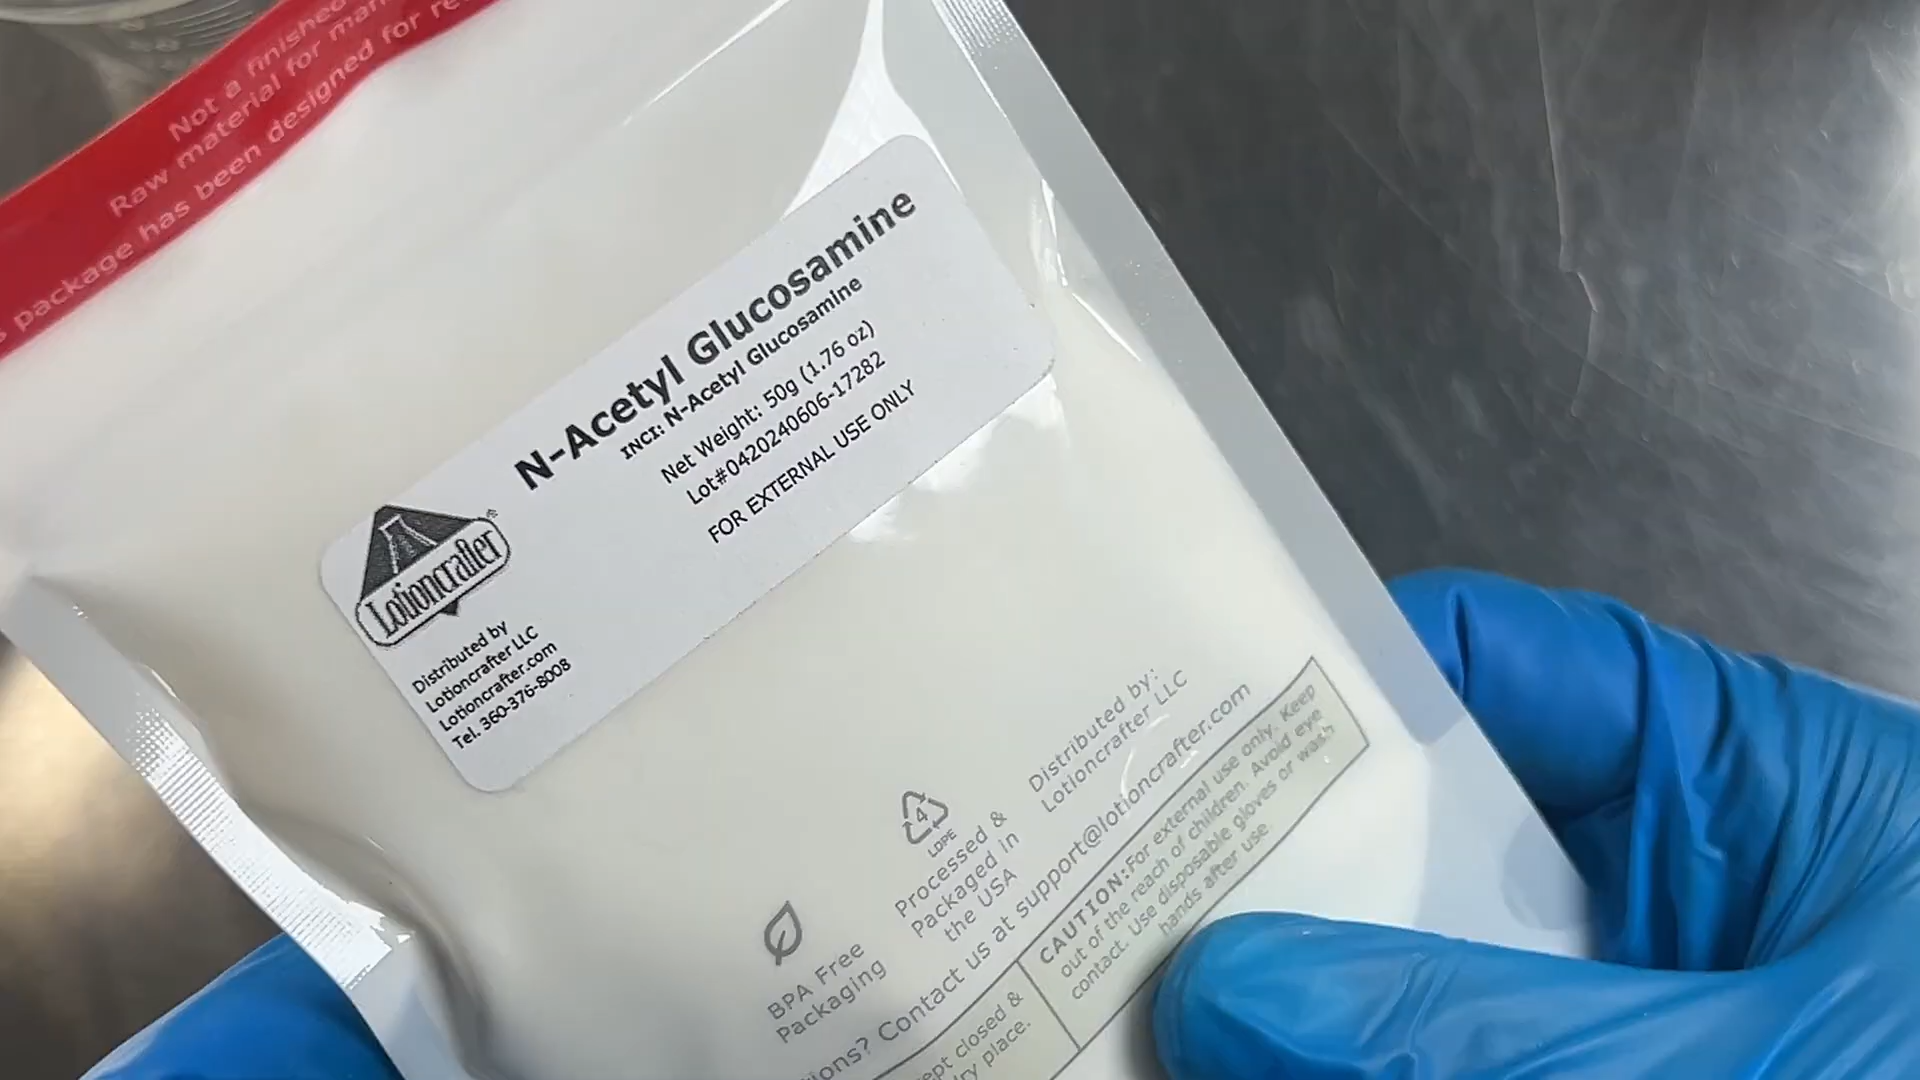 Not a finished
Raw material for man
package has been designed for re
N-Acetyl Glucosamine
INCI: N-Acetyl Glucosamine
Net Weight: 50g (1.76 oz)
Lot#0420240606-17282
FOR EXTERNAL USE ONLY
Lotioncrafter®
Distributed by
Lotioncrafter LLC
Lotioncrafter.com
Tel. 360-376-8008
4
LDPE
BPA Free
Packaging
Processed &
Packaged in
the USA
Distributed by:
Lotioncrafter LLC
ions? Contact us at support@lotioncrafter.com
ept closed &
dry place.
CAUTION:For external use only. Keep
out of the reach of children. Avoid eye
contact. Use disposable gloves or wash
hands after use